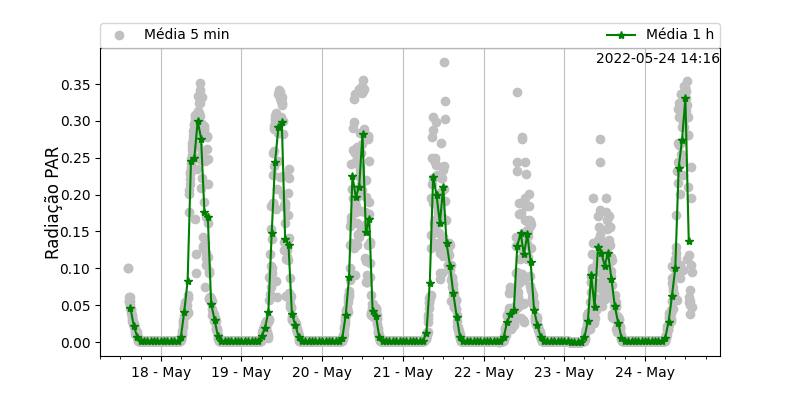 Média 5 min
Média 1 h
2022-05-24 14:16
Radiação PAR
0.35
0.30
0.25
0.20
0.15
0.10
0.05
0.00
18 - May
19 - May
20 - May
21 - May
22 - May
23 - May
24 - May